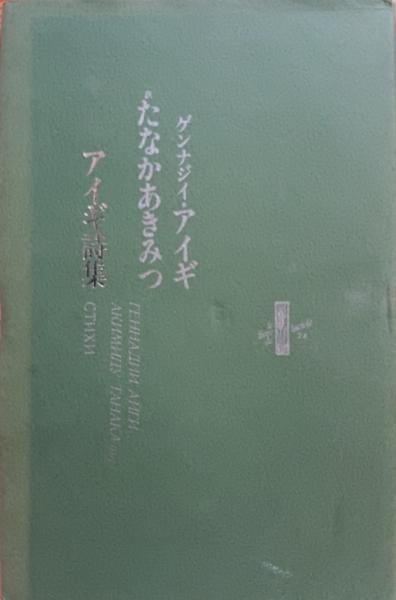 ゲンナジイ・アイギ
訳たなかあきみつ
アイギ詩集
ГЕННАДИЙ АЙГИ
АКИМИЦУ ТАНАКА
СТИХИ